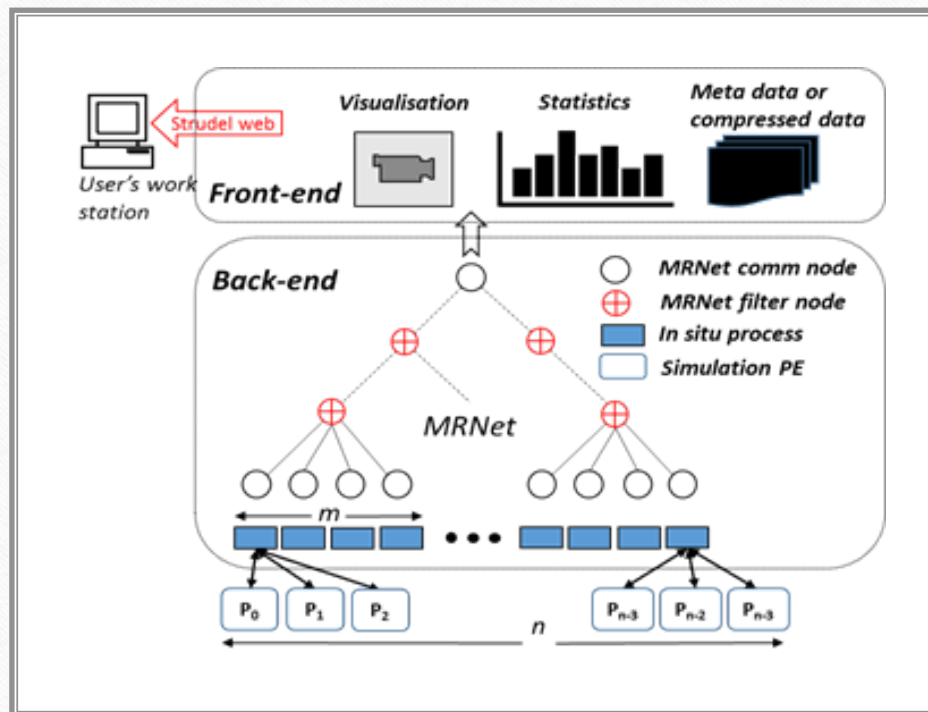 Visualisation
Statistics
Meta data or
compressed data
Strudel web
User's work
station
Front-end
Back-end
MRNet comm node
MRNet filter node
In situ process
Simulation PE
MRNet
m
P0 P1 P2 Pn-3 Pn-2 Pn-3
n